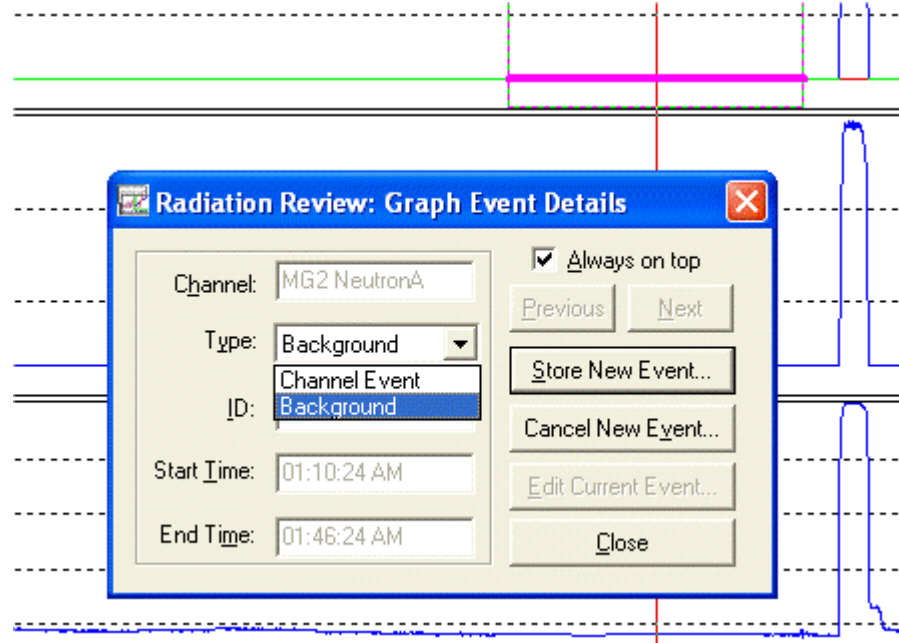 Radiation Review: Graph Event Details
Channel: MG2 NeutronA
Type: Background
Channel Event
Background
ID:
Start Time: 01:10:24 AM
End Time: 01:46:24 AM
Always on top
Previous Next
Store New Event...
Cancel New Event...
Edit Current Event...
Close